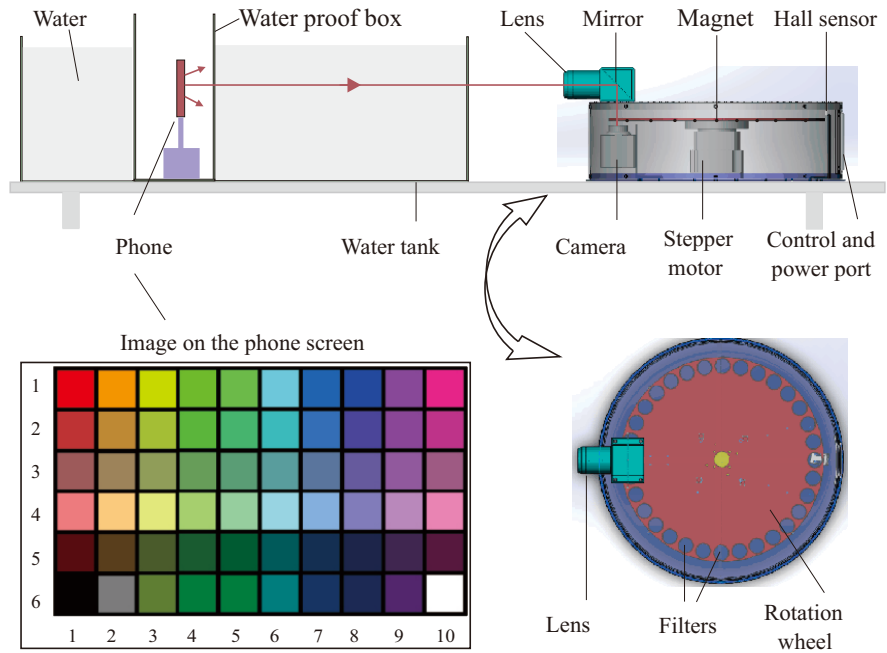 Water
Water proof box
Lens
Mirror
Magnet
Hall sensor
Phone
Water tank
Camera
Stepper
motor
Control and
power port
Image on the phone screen
1
2
3
4
5
6
1 2 3 4 5 6 7 8 9 10
Lens
Filters
Rotation
wheel